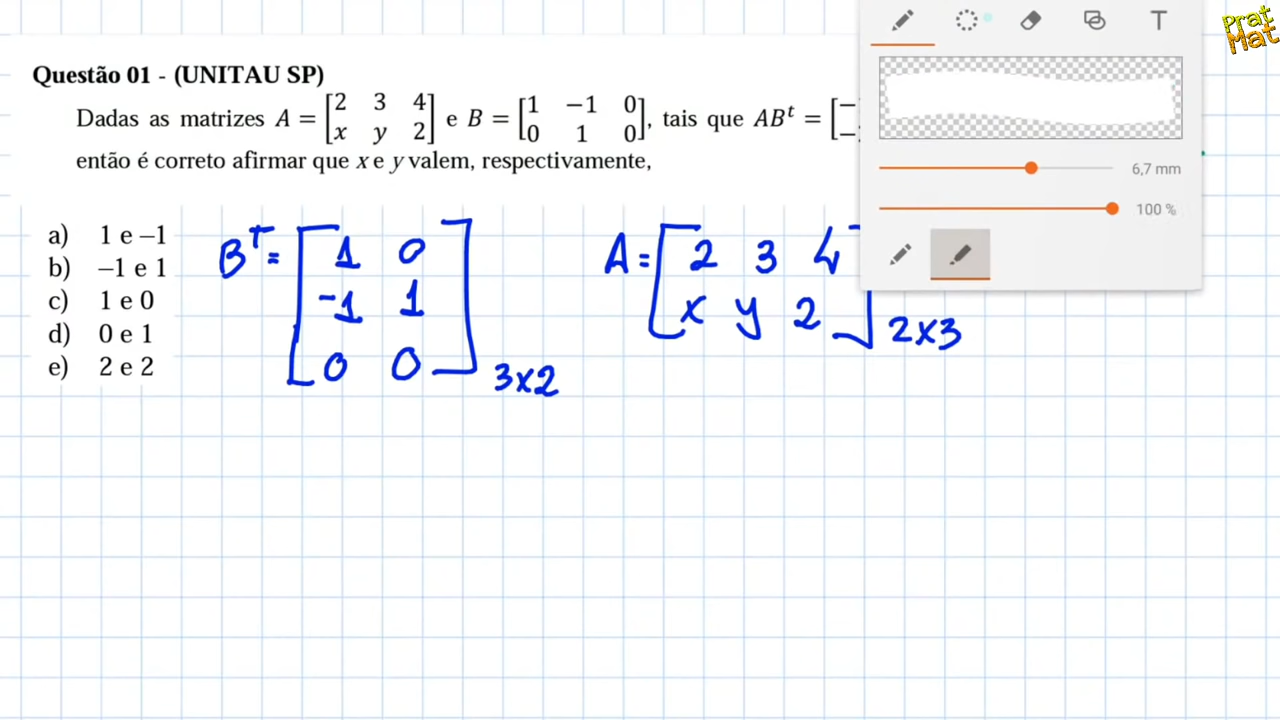 Prat
Mat
T
Questão 01 - (UNITAU SP)
Dadas as matrizes A = [2 3 4 x y 2] e B = [1 −1 0 0 1 0], tais que ABᵗ = [− −
então é correto afirmar que x e y valem, respectivamente,
6,7 mm
100 %
a) 1 e −1
b) −1 e 1
c) 1 e 0
d) 0 e 1
e) 2 e 2
Bᵀ = [1 0
-1 1
0 0] 3x2
A = [2 3 4
x y 2] 2x3